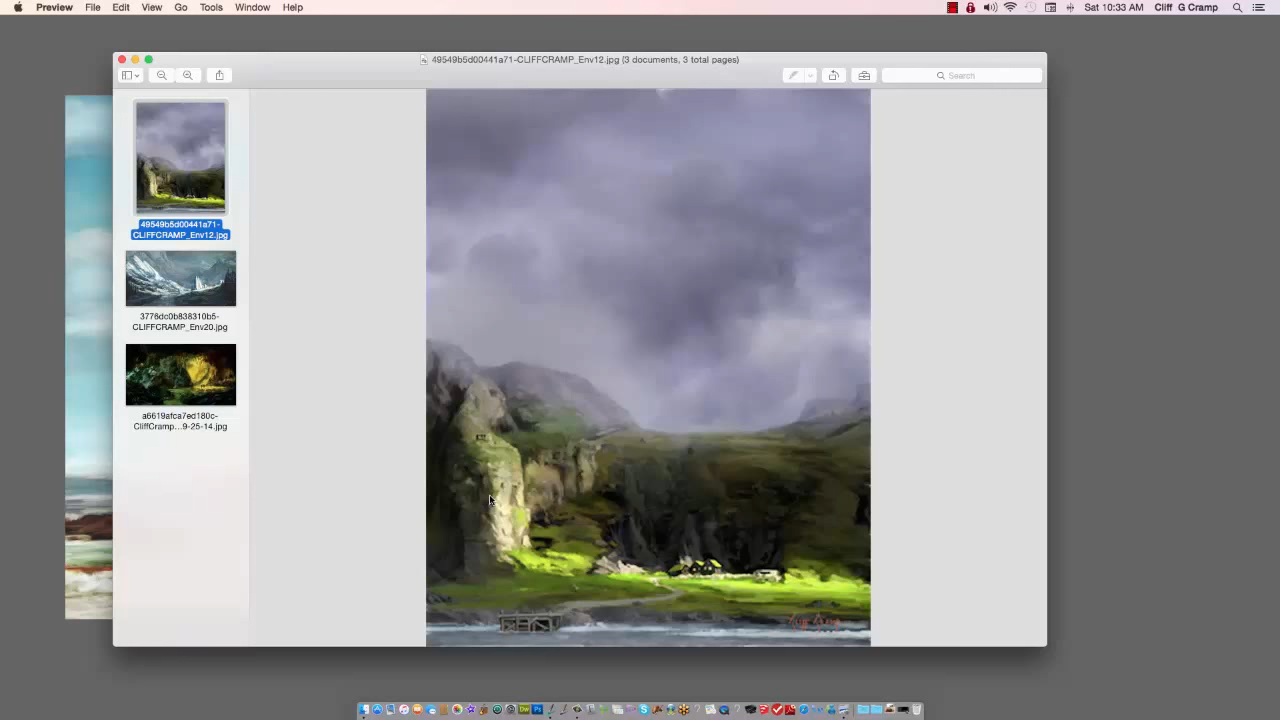 Preview File Edit View Go Tools Window Help Sat 10:33 AM Cliff G Cramp
49549b5d00441a71-CLIFFCRAMP_Env12.jpg (3 documents, 3 total pages)
Search
49549b5d00441a71-
CLIFFCRAMP_Env12.jpg
3776dc0b838310b5-
CLIFFCRAMP_Env20.jpg
a6619afca7ed180c-
CliffCramp...9-25-14.jpg